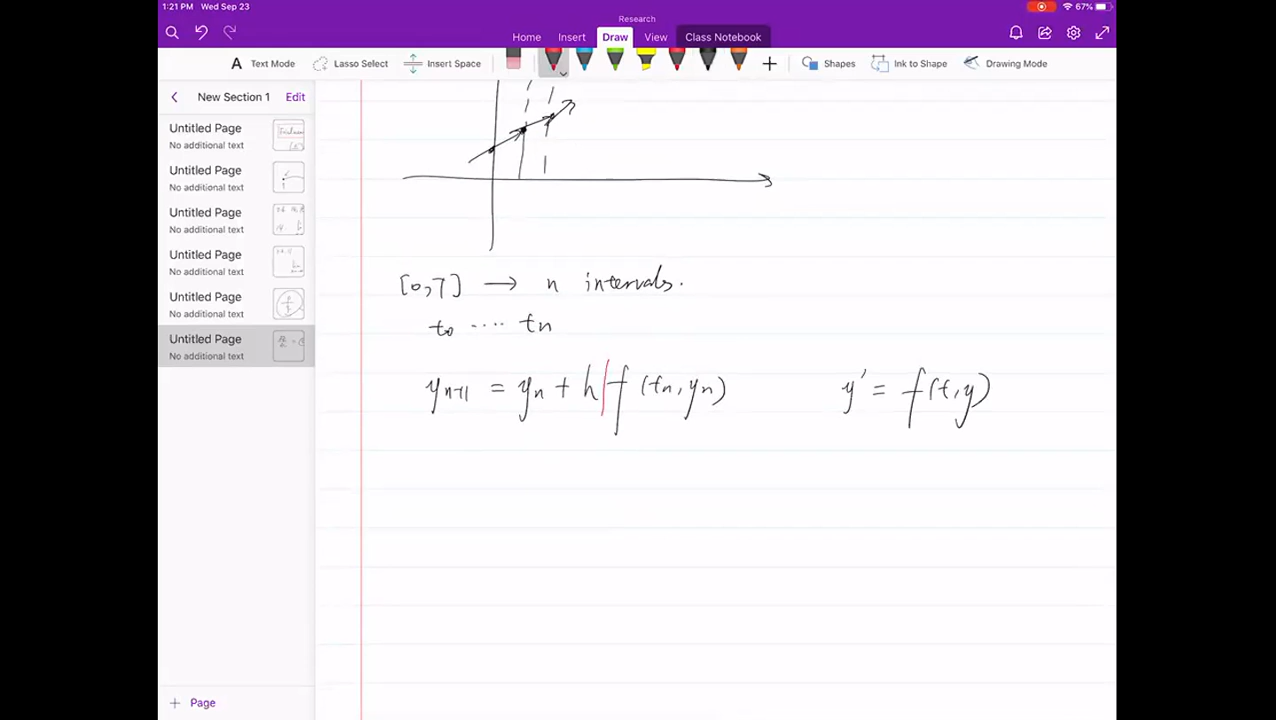 1:21 PM Wed Sep 23
67%
Research
Home Insert Draw View Class Notebook
Text Mode Lasso Select Insert Space Shapes Ink to Shape Drawing Mode
New Section 1 Edit
Untitled Page
No additional text
Untitled Page
No additional text
Untitled Page
No additional text
Untitled Page
No additional text
Untitled Page
No additional text
Untitled Page
No additional text
Page
[0,T] → n intervals.
t₀ ···· tₙ
yₙ₊₁ = yₙ + h f (tₙ, yₙ)
y' = f(t,y)